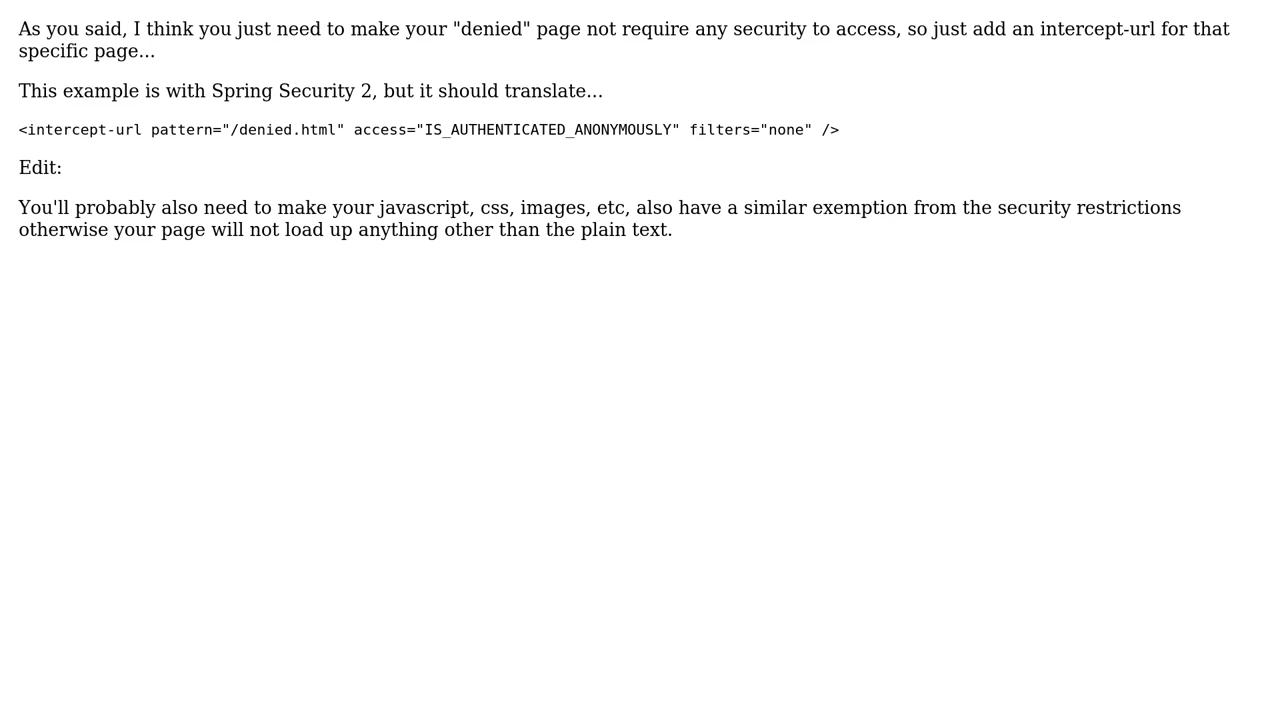 As you said, I think you just need to make your "denied" page not require any security to access, so just add an intercept-url for that
specific page...
This example is with Spring Security 2, but it should translate...
<intercept-url pattern="/denied.html" access="IS_AUTHENTICATED_ANONYMOUSLY" filters="none" />
Edit:
You'll probably also need to make your javascript, css, images, etc, also have a similar exemption from the security restrictions
otherwise your page will not load up anything other than the plain text.